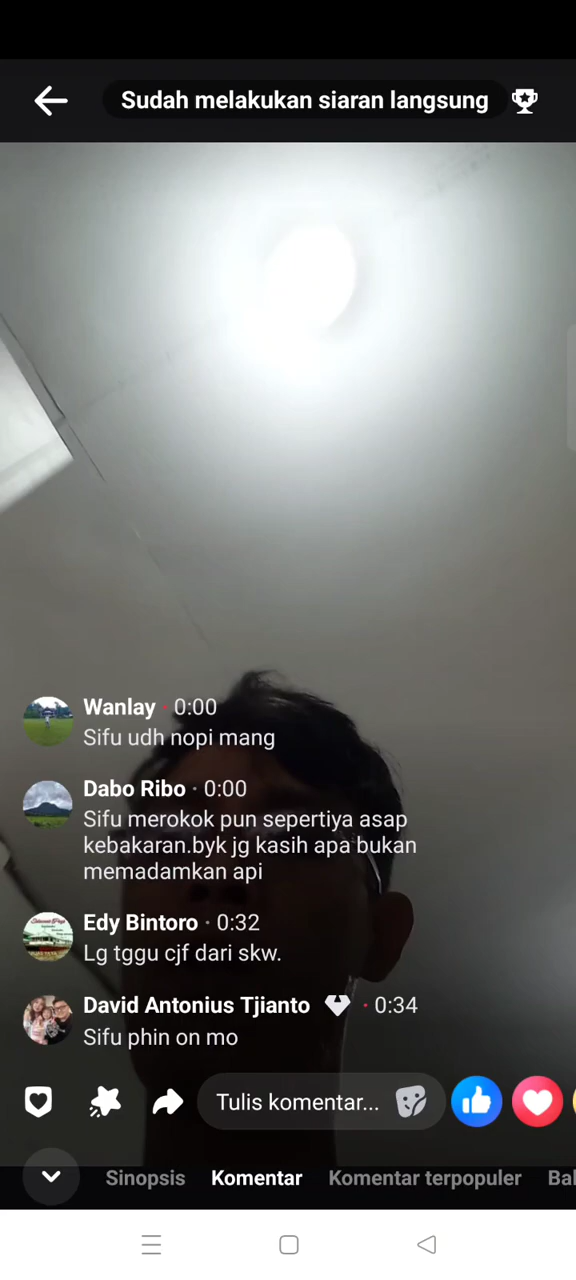 Sudah melakukan siaran langsung
Wanlay · 0:00
Sifu udh nopi mang
Dabo Ribo · 0:00
Sifu merokok pun sepertiya asap
kebakaran.byk jg kasih apa bukan
memadamkan api
Edy Bintoro · 0:32
Lg tggu cjf dari skw.
David Antonius Tjianto · 0:34
Sifu phin on mo
Tulis komentar...
Sinopsis Komentar Komentar terpopuler Bal